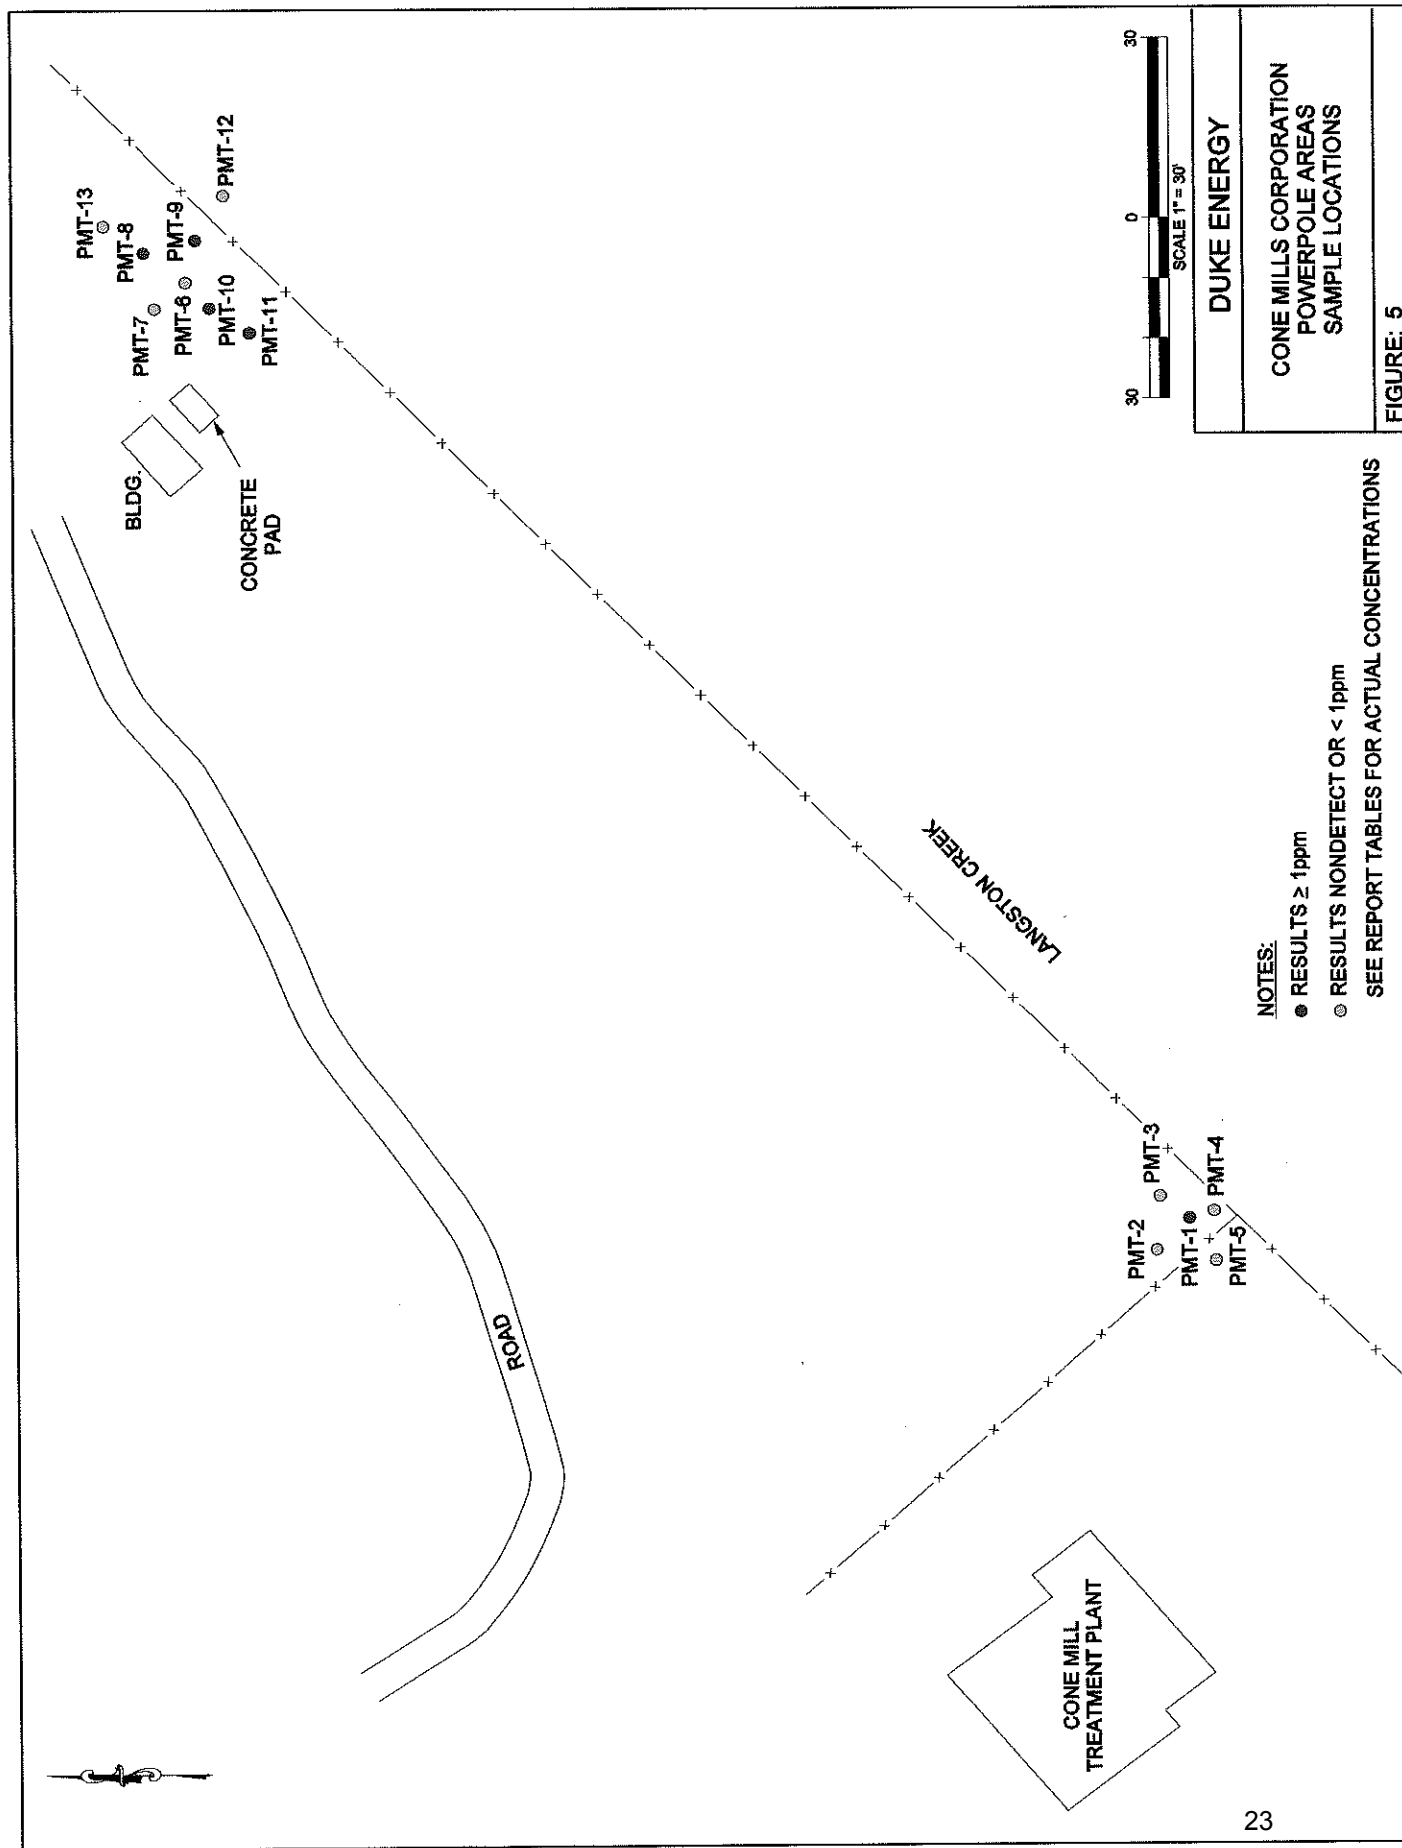 PMT-13
PMT-8
PMT-9
PMT-12
PMT-7
PMT-6
PMT-10
PMT-11
BLDG.
CONCRETE
PAD
ROAD
LANGSTON CREEK
PMT-2
PMT-3
PMT-1
PMT-4
PMT-5
CONE MILL
TREATMENT PLANT
NOTES:
RESULTS ≥ 1ppm
RESULTS NONDETECT OR < 1ppm
SEE REPORT TABLES FOR ACTUAL CONCENTRATIONS
30 0 30
SCALE 1" = 30'
DUKE ENERGY
CONE MILLS CORPORATION
POWERPOLE AREAS
SAMPLE LOCATIONS
FIGURE: 5
23